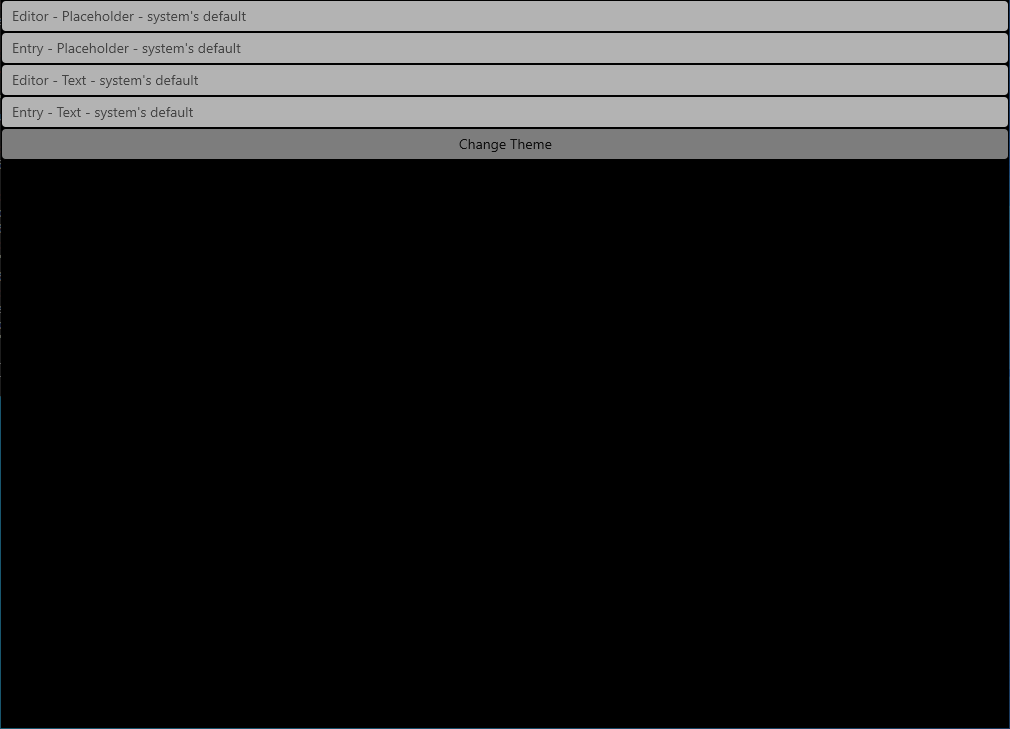 Editor - Placeholder - system's default
Entry - Placeholder - system's default
Editor - Text - system's default
Entry - Text - system's default
Change Theme